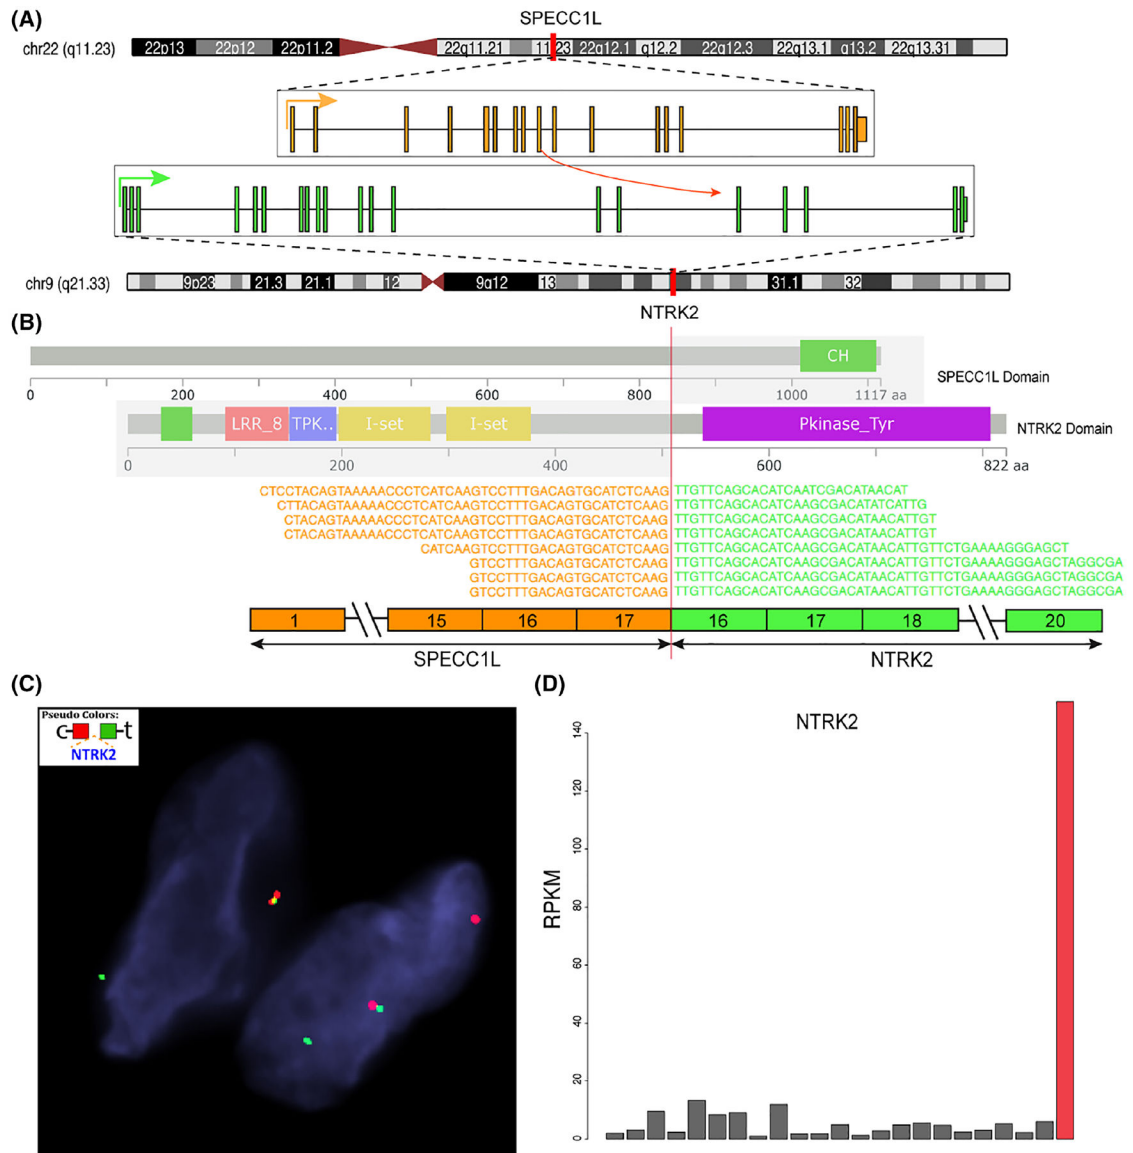 (A)
SPECC1L
chr22 (q11.23)
22p13 22p12 22p11.2 22q11.21 11.23 22q12.1 q12.2 22q12.3 22q13.1 q13.2 22q13.31
chr9 (q21.33)
9p23 21.3 21.1 12 9q12 13 31.1 32
NTRK2
(B)
CH
0 200 400 600 800 1000 1117 aa
SPECC1L Domain
LRR_8 TPK.. I-set I-set Pkinase_Tyr
NTRK2 Domain
0 200 400 600 822 aa
CTCCTACAGTAAAAACCCTCATCAAGTCCTTTGACAGTGCATCTCAAG TTGTTCAGCACATCAATCGACATAACAT
CTTACAGTAAAAACCCTCATCAAGTCCTTTGACAGTGCATCTCAAG TTGTTCAGCACATCAAGCGACATATCATTG
CTACAGTAAAAACCCTCATCAAGTCCTTTGACAGTGCATCTCAAG TTGTTCAGCACATCAAGCGACATAACATTGT
CTACAGTAAAAACCCTCATCAAGTCCTTTGACAGTGCATCTCAAG TTGTTCAGCACATCAAGCGACATAACATTGT
CATCAAGTCCTTTGACAGTGCATCTCAAG TTGTTCAGCACATCAAGCGACATAACATTGTTCTGAAAAGGGAGCT
GTCCTTTGACAGTGCATCTCAAG TTGTTCAGCACATCAAGCGACATAACATTGTTCTGAAAAGGGAGCTAGGCGA
GTCCTTTGACAGTGCATCTCAAG TTGTTCAGCACATCAAGCGACATAACATTGTTCTGAAAAGGGAGCTAGGCGA
GTCCTTTGACAGTGCATCTCAAG TTGTTCAGCACATCAAGCGACATAACATTGTTCTGAAAAGGGAGCTAGGCGA
1 15 16 17 16 17 18 20
SPECC1L NTRK2
(C)
Pseudo Colors:
c t
NTRK2
(D)
NTRK2
RPKM
140
120
100
80
60
40
20
0